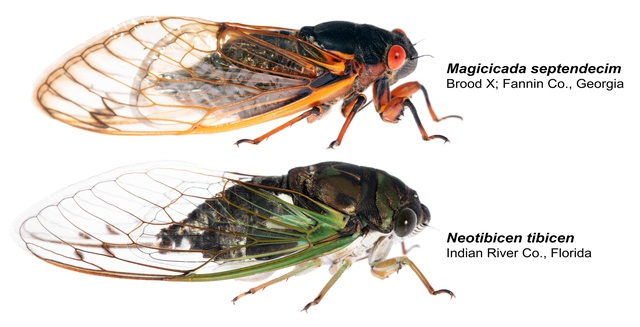 Magicicada septendecim
Brood X; Fannin Co., Georgia
Neotibicen tibicen
Indian River Co., Florida